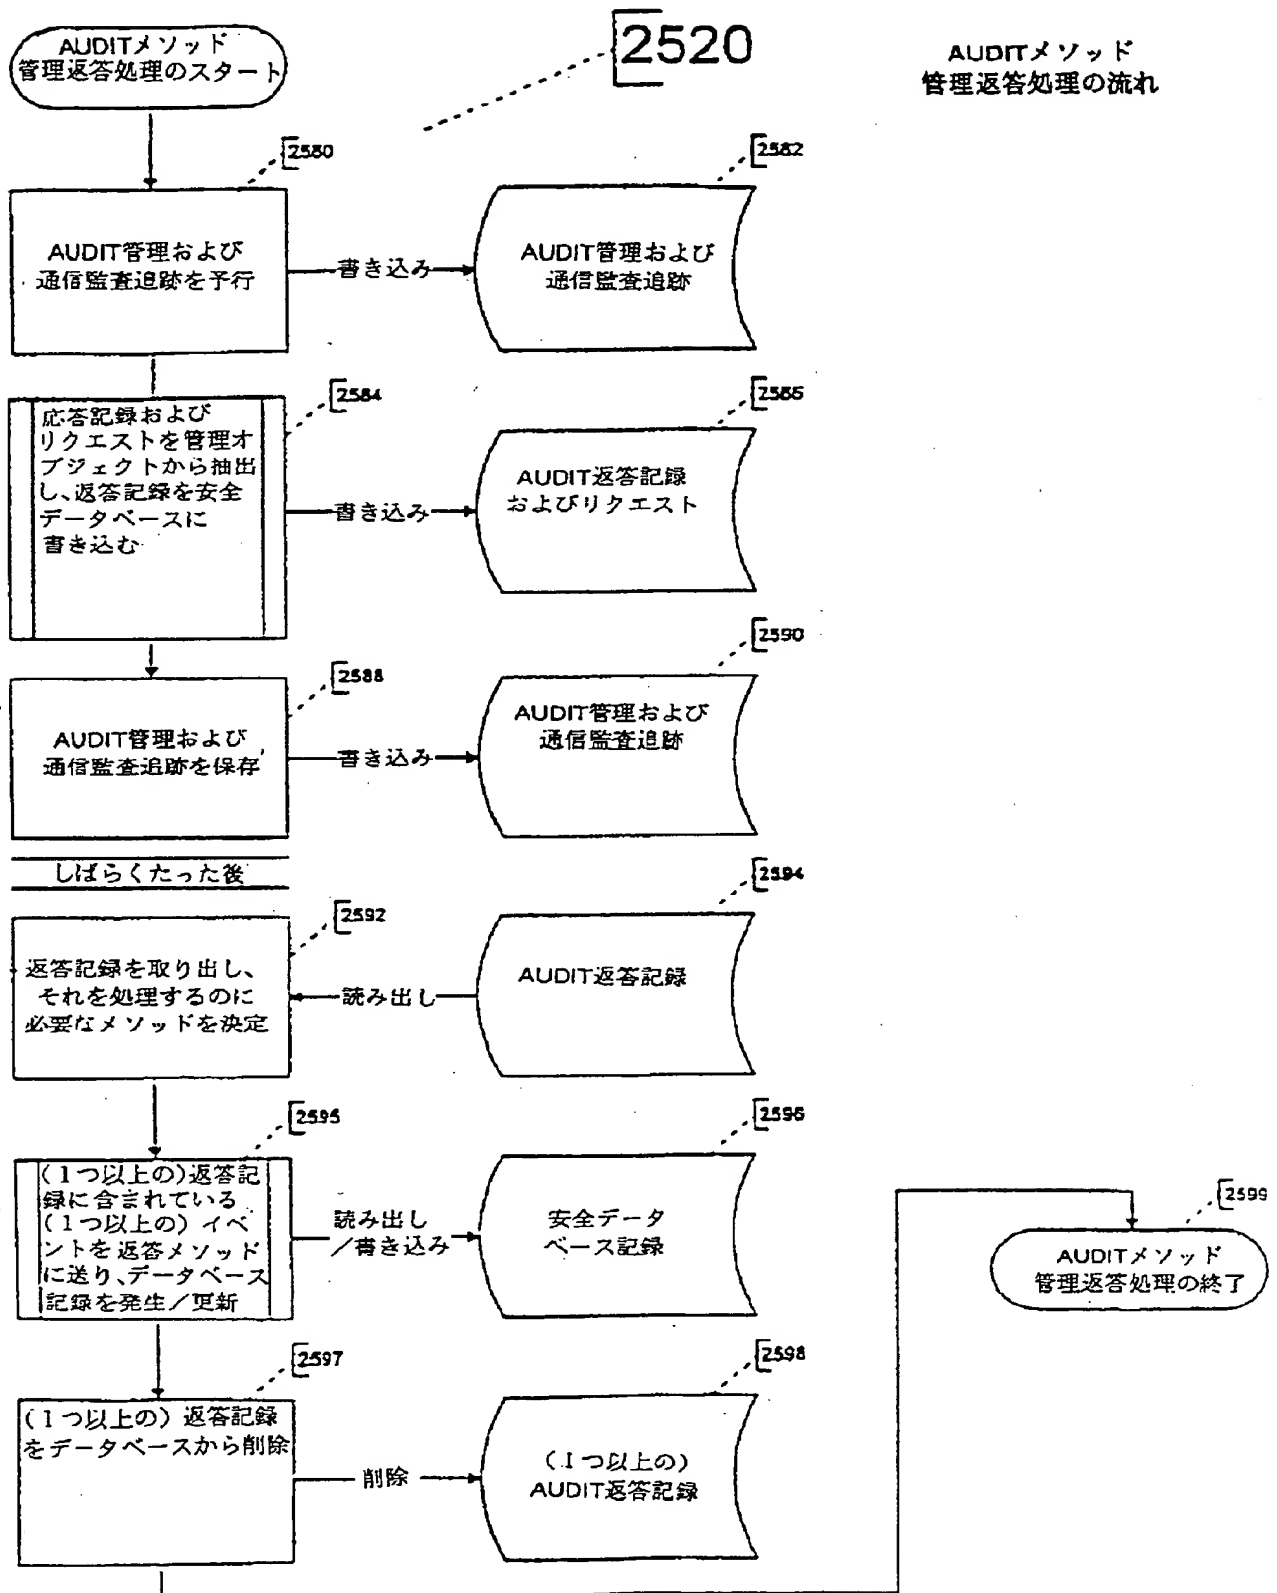 AUDITメソッド
管理返答処理のスタート
2520
AUDITメソッド
管理返答処理の流れ
2580
AUDIT管理および
通信監査追跡を予行
書き込み
2582
AUDIT管理および
通信監査追跡
2584
応答記録および
リクエストを管理オ
ブジェクトから抽出
し、返答記録を安全
データベースに
書き込む
書き込み
2586
AUDIT返答記録
およびリクエスト
2588
AUDIT管理および
通信監査追跡を保存
書き込み
2590
AUDIT管理および
通信監査追跡
しばらくたった後
2592
返答記録を取り出し、
それを処理するのに
必要なメソッドを決定
読み出し
2594
AUDIT返答記録
2595
(1つ以上の)返答記
録に含まれている
(1つ以上の)イベ
ントを返答メソッド
に送り、データベース
記録を発生/更新
読み出し
/書き込み
2596
安全データ
ベース記録
2597
(1つ以上の)返答記録
をデータベースから削除
削除
2598
(1つ以上の)
AUDIT返答記録
2599
AUDITメソッド
管理返答処理の終了